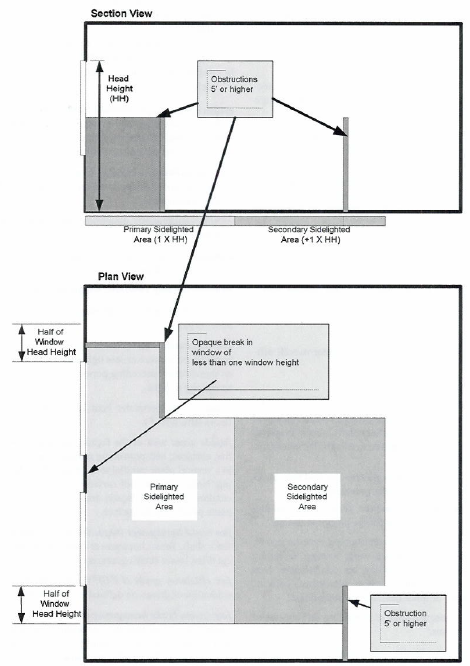 Section View
Head
Height
(HH)
Obstructions
5' or higher
Primary Sidelighted
Area (1 X HH)
Secondary Sidelighted
Area (+1 X HH)
Plan View
Half of
Window
Head Height
Opaque break in
window of
less than one window height
Primary
Sidelighted
Area
Secondary
Sidelighted
Area
Half of
Window
Head Height
Obstruction
5' or higher